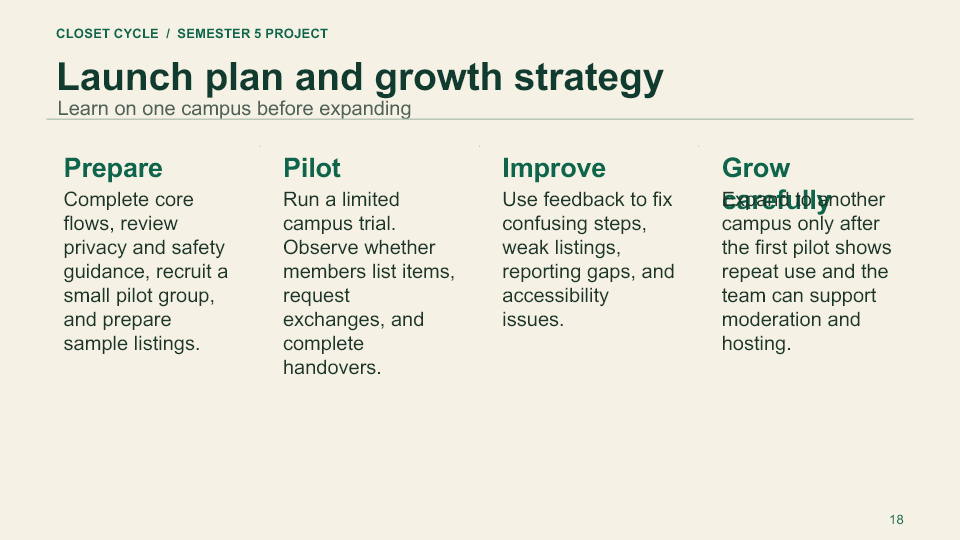 CLOSET CYCLE / SEMESTER 5 PROJECT
Launch plan and growth strategy
Learn on one campus before expanding
Prepare
Complete core
flows, review
privacy and safety
guidance, recruit a
small pilot group,
and prepare
sample listings.
Pilot
Run a limited
campus trial.
Observe whether
members list items,
request
exchanges, and
complete
handovers.
Improve
Use feedback to fix
confusing steps,
weak listings,
reporting gaps, and
accessibility
issues.
Grow
carefully
Expand to another
campus only after
the first pilot shows
repeat use and the
team can support
moderation and
hosting.
18